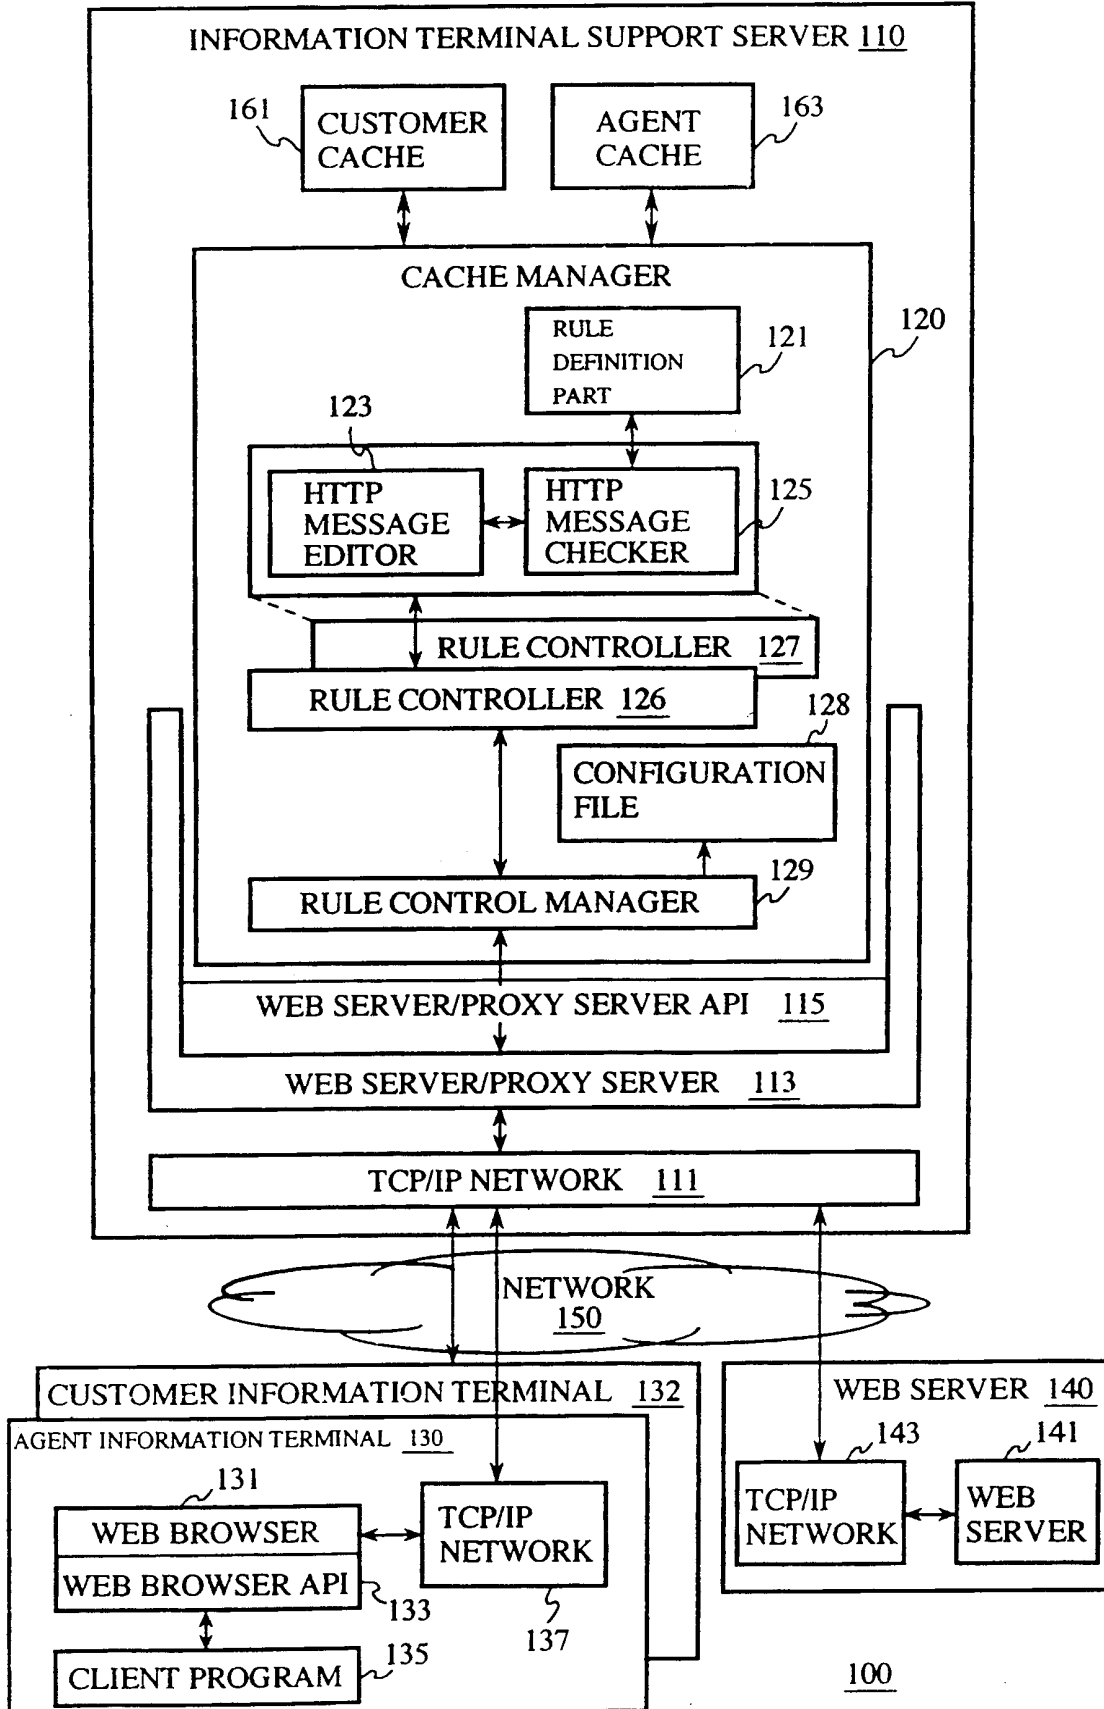 INFORMATION TERMINAL SUPPORT SERVER 110
161
CUSTOMER
CACHE
AGENT
CACHE
163
CACHE MANAGER
120
RULE
DEFINITION
PART
121
123
HTTP
MESSAGE
EDITOR
HTTP
MESSAGE
CHECKER
125
RULE CONTROLLER 127
RULE CONTROLLER 126
128
CONFIGURATION
FILE
129
RULE CONTROL MANAGER
WEB SERVER/PROXY SERVER API 115
WEB SERVER/PROXY SERVER 113
TCP/IP NETWORK 111
NETWORK
150
CUSTOMER INFORMATION TERMINAL 132
AGENT INFORMATION TERMINAL 130
131
WEB BROWSER
WEB BROWSER API
133
TCP/IP
NETWORK
137
CLIENT PROGRAM
135
WEB SERVER 140
143
141
TCP/IP
NETWORK
WEB
SERVER
100